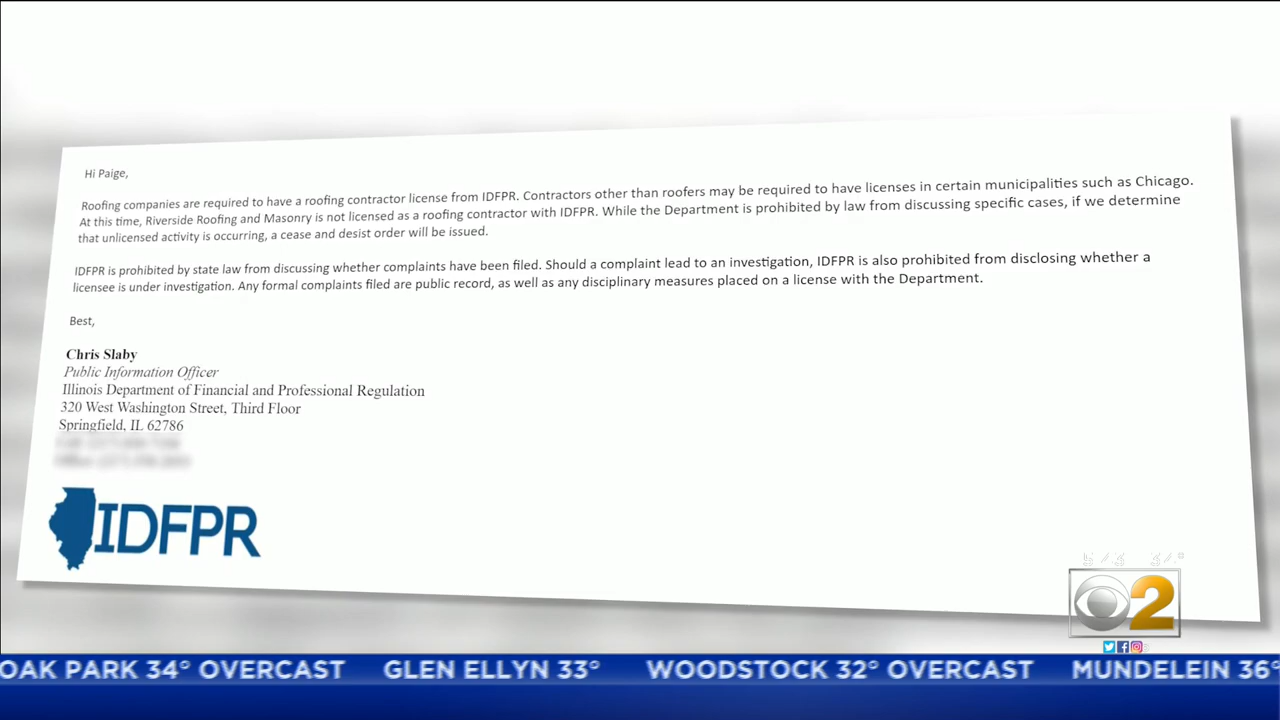 Hi Paige,
Roofing companies are required to have a roofing contractor license from IDFPR. Contractors other than roofers may be required to have licenses in certain municipalities such as Chicago.
At this time, Riverside Roofing and Masonry is not licensed as a roofing contractor with IDFPR. While the Department is prohibited by law from discussing specific cases, if we determine
that unlicensed activity is occurring, a cease and desist order will be issued.
IDFPR is prohibited by state law from discussing whether complaints have been filed. Should a complaint lead to an investigation, IDFPR is also prohibited from disclosing whether a
licensee is under investigation. Any formal complaints filed are public record, as well as any disciplinary measures placed on a license with the Department.
Best,
Chris Slaby
Public Information Officer
Illinois Department of Financial and Professional Regulation
320 West Washington Street, Third Floor
Springfield, IL 62786
IDFPR
2
OAK PARK 34° OVERCAST GLEN ELLYN 33° WOODSTOCK 32° OVERCAST MUNDELEIN 36°